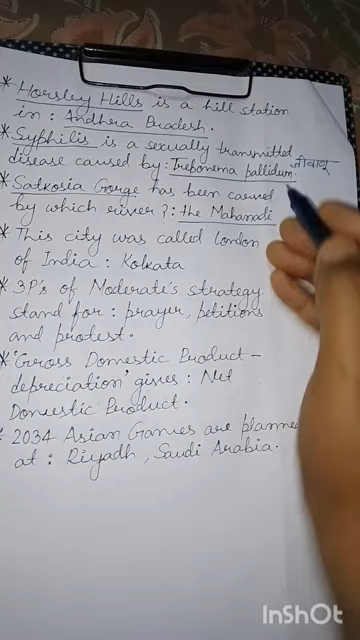 * Horsley Hills is a hill station
in : Andhra Pradesh.
* Syphilis is a sexually transmitted
disease caused by : Treponema pallidum. जीवाणु
* Satkosia Gorge has been carved
by which river ? : the Mahanadi
* This city was called london
of India : Kolkata
* 3P's of Moderate's strategy
stand for : prayer, petitions
and protest.
* 'Gross Domestic Product –
depreciation' gives : Net
Domestic Product.
* 2034 Asian Games are planned
at : Riyadh, Saudi Arabia.
InShOt